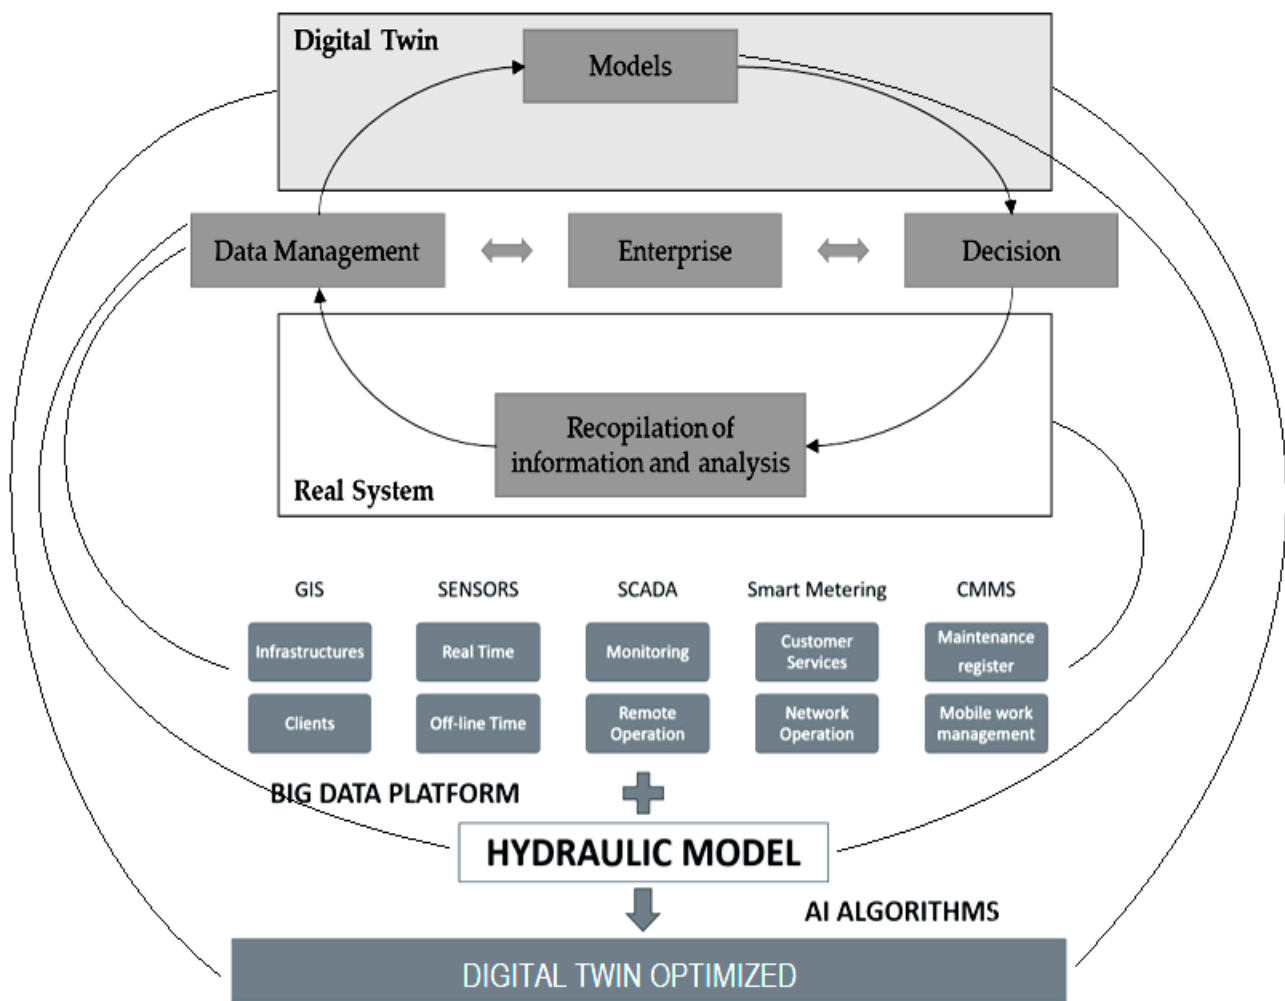 Digital Twin
Models
Data Management
Enterprise
Decision
Recopilation of
information and analysis
Real System
GIS
SENSORS
SCADA
Smart Metering
CMMS
Infrastructures
Real Time
Monitoring
Customer
Services
Maintenance
register
Clients
Off-line Time
Remote
Operation
Network
Operation
Mobile work
management
BIG DATA PLATFORM
HYDRAULIC MODEL
AI ALGORITHMS
DIGITAL TWIN OPTIMIZED